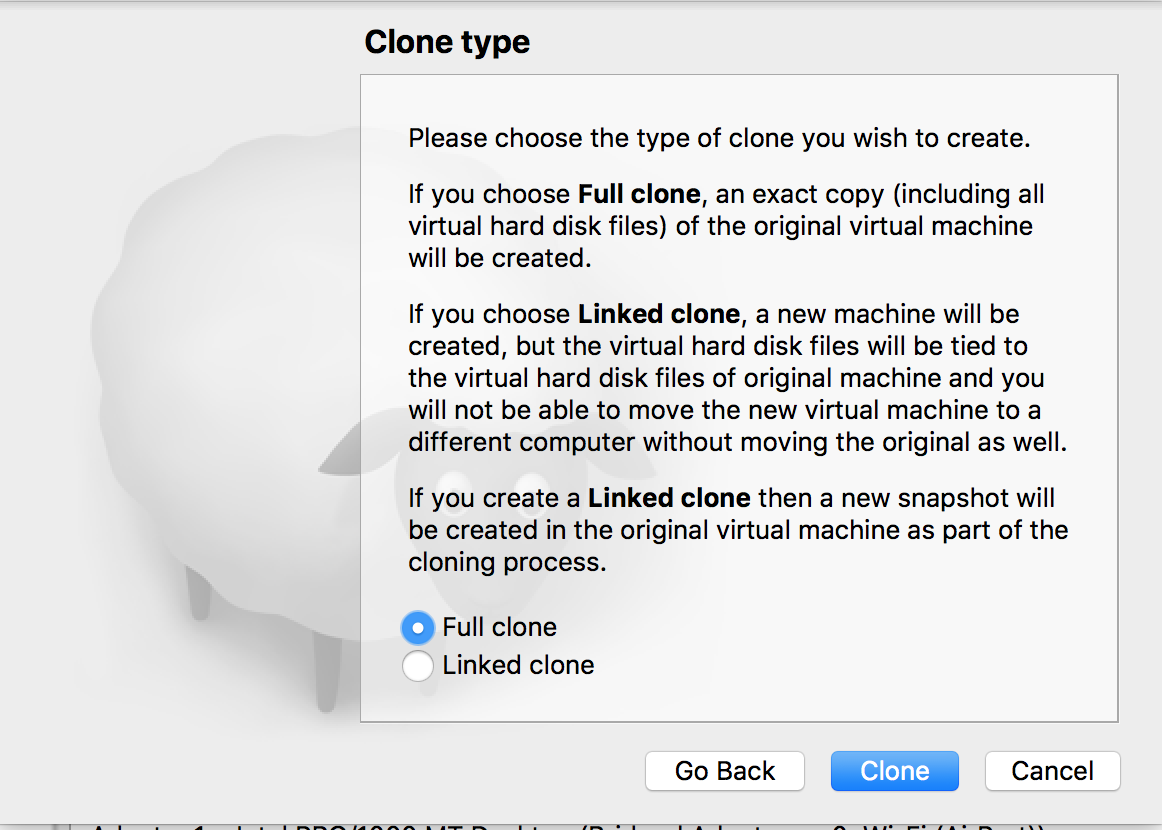 Clone type
Please choose the type of clone you wish to create.
If you choose Full clone, an exact copy (including all
virtual hard disk files) of the original virtual machine
will be created.
If you choose Linked clone, a new machine will be
created, but the virtual hard disk files will be tied to
the virtual hard disk files of original machine and you
will not be able to move the new virtual machine to a
different computer without moving the original as well.
If you create a Linked clone then a new snapshot will
be created in the original virtual machine as part of the
cloning process.
Full clone
Linked clone
Go Back Clone Cancel